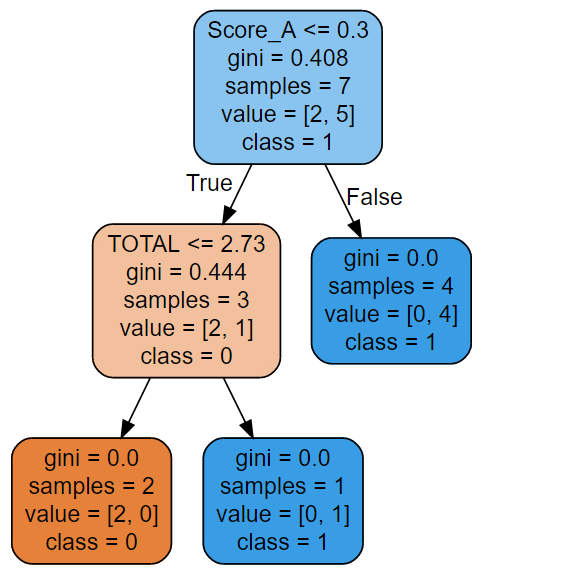 Score_A <= 0.3
gini = 0.408
samples = 7
value = [2, 5]
class = 1
True
False
TOTAL <= 2.73
gini = 0.444
samples = 3
value = [2, 1]
class = 0
gini = 0.0
samples = 4
value = [0, 4]
class = 1
gini = 0.0
samples = 2
value = [2, 0]
class = 0
gini = 0.0
samples = 1
value = [0, 1]
class = 1